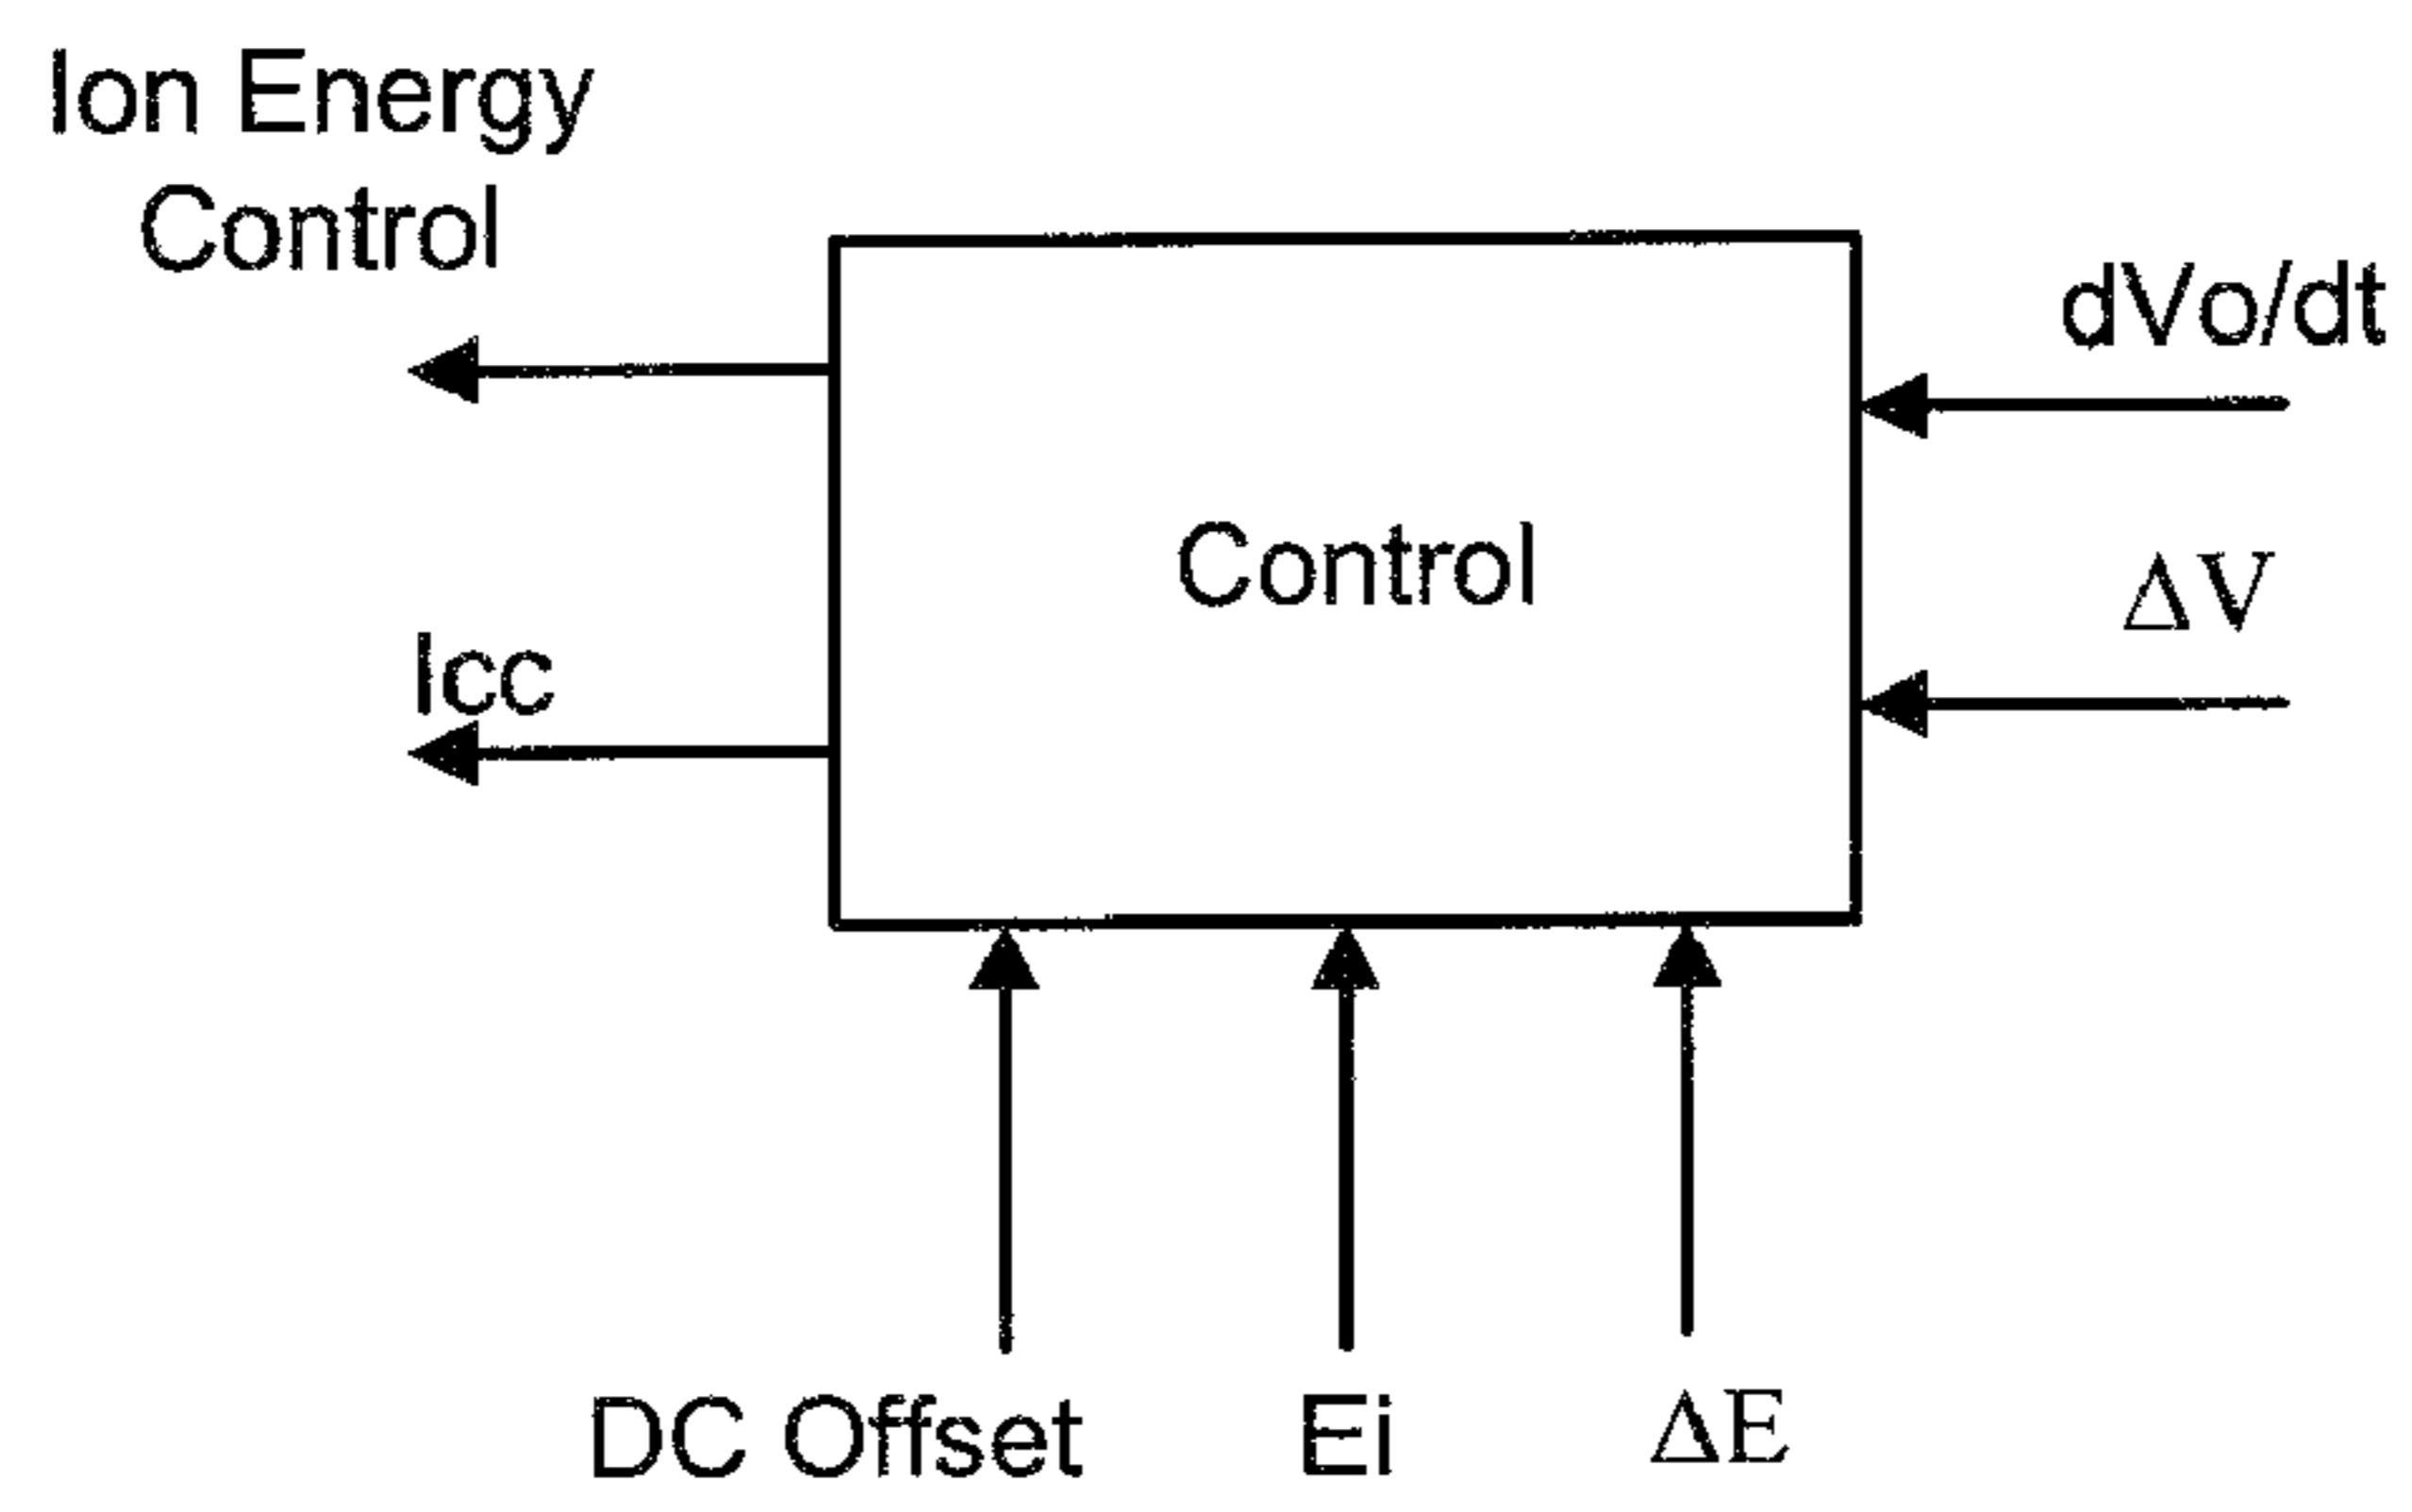 Ion Energy
Control
dVo/dt
Control
ΔV
Icc
DC Offset
Ei
ΔE